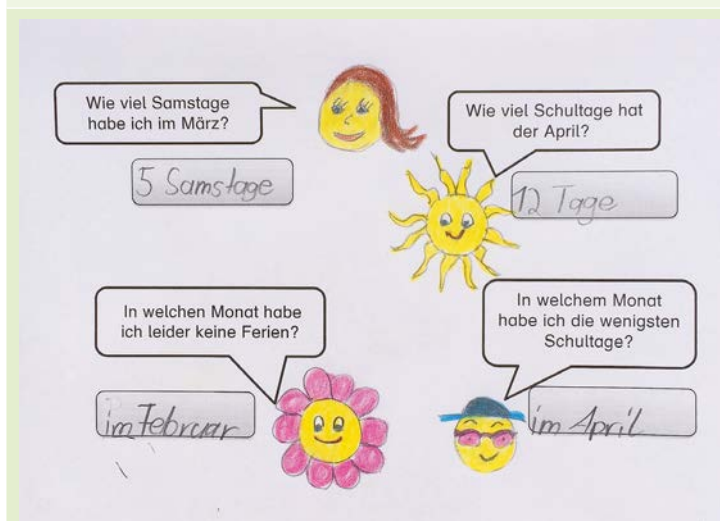 Wie viel Samstage
habe ich im März?
5 Samstage
Wie viel Schultage hat
der April?
12 Tage
In welchen Monat habe
ich leider keine Ferien?
im Februar
In welchem Monat
habe ich die wenigsten
Schultage?
im April